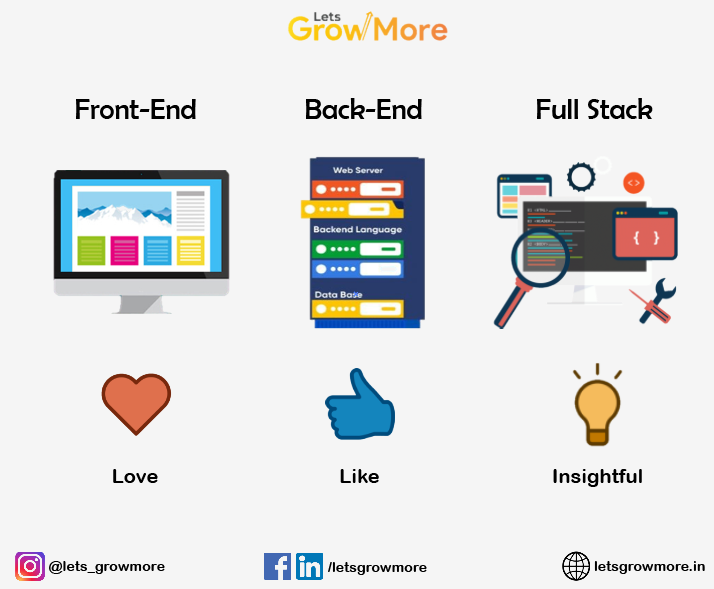 Lets
GrowMore
Front-End
Back-End
Full Stack
Web Server
Backend Language
Data Base
{ }
<>
Love
Like
Insightful
@lets_growmore
/letsgrowmore
letsgrowmore.in